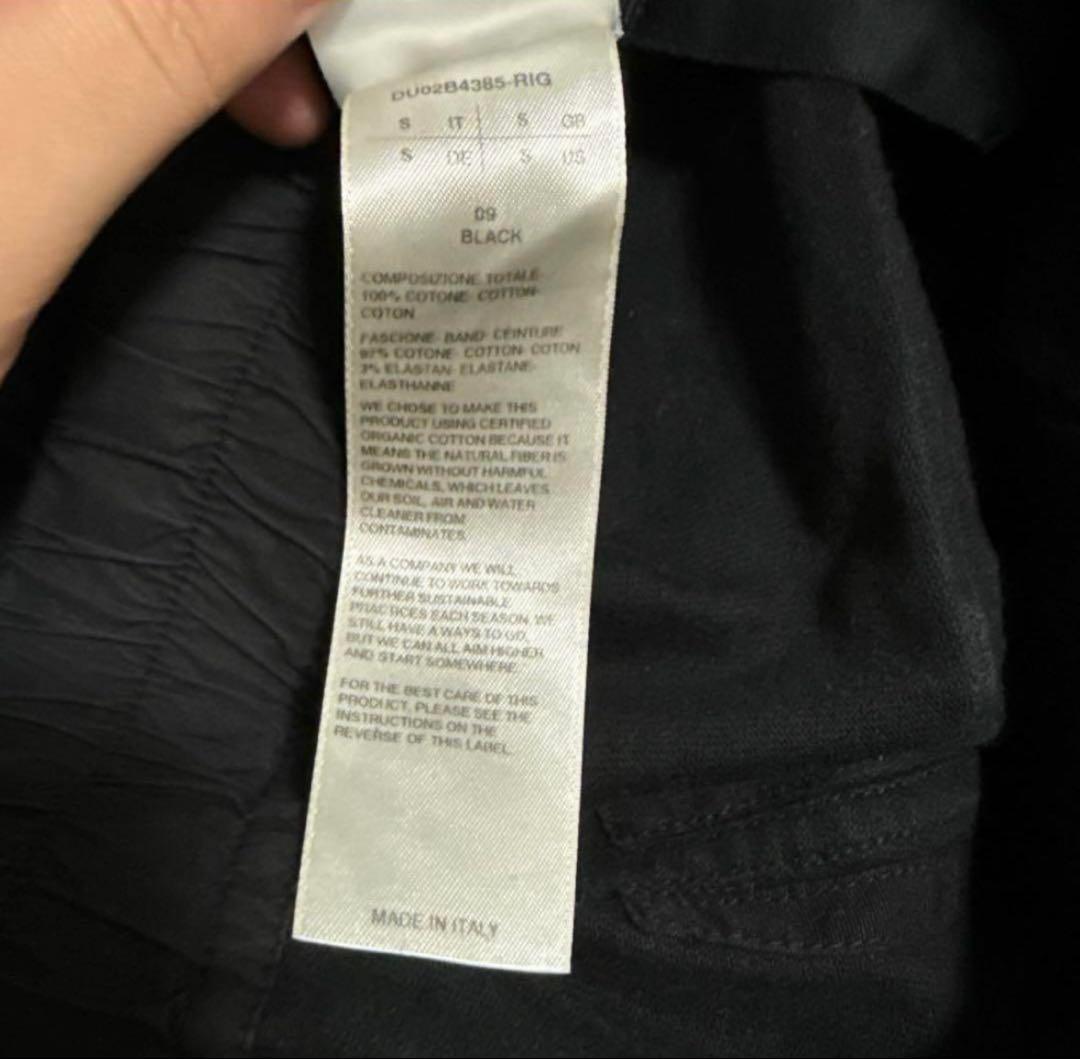 DU02B4385-RIG
S IT S GB
S DE S US
09
BLACK
COMPOSIZIONE TOTALE-
100% COTONE- COTTON-
COTON
FASCIONE- BAND- CEINTURE
97% COTONE- COTTON- COTON
3% ELASTAN- ELASTANE-
ELASTHANNE
WE CHOSE TO MAKE THIS
PRODUCT USING CERTIFIED
ORGANIC COTTON BECAUSE IT
MEANS THE NATURAL FIBER IS
GROWN WITHOUT HARMFUL
CHEMICALS, WHICH LEAVES
OUR SOIL, AIR AND WATER
CLEANER FROM
CONTAMINATES.
AS A COMPANY WE WILL
CONTINUE TO WORK TOWARDS
FURTHER SUSTAINABLE
PRACTICES EACH SEASON. WE
STILL HAVE A WAYS TO GO,
BUT WE CAN ALL AIM HIGHER
AND START SOMEWHERE.
FOR THE BEST CARE OF THIS
PRODUCT, PLEASE SEE THE
INSTRUCTIONS ON THE
REVERSE OF THIS LABEL.
MADE IN ITALY